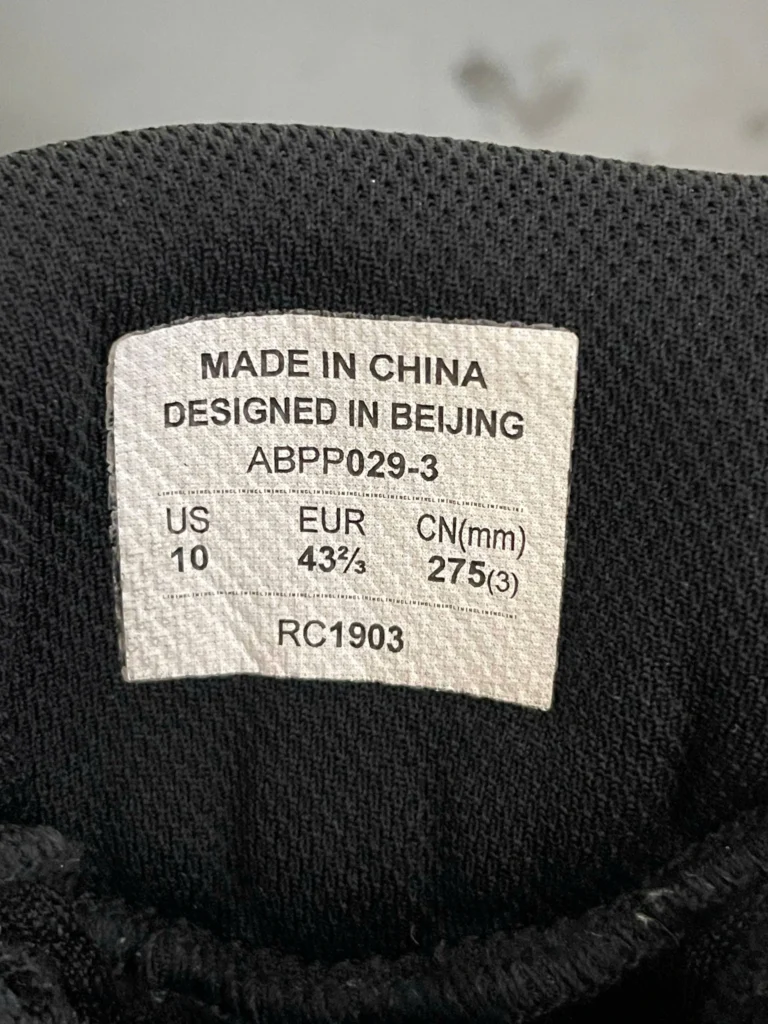 MADE IN CHINA
DESIGNED IN BEIJING
ABPP029-3
US EUR CN(mm)
10 43⅔ 275(3)
RC1903